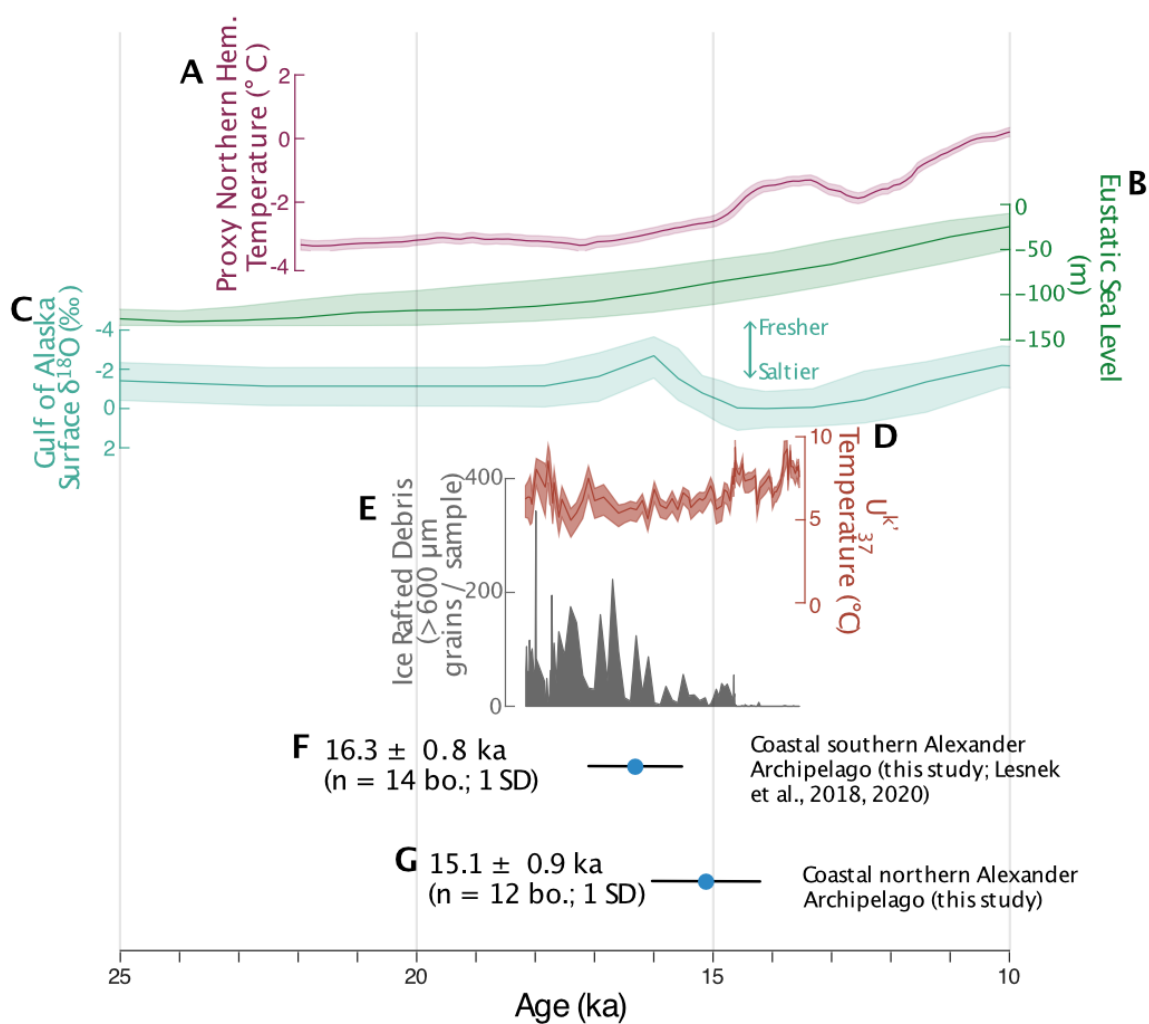 A
Proxy Northern Hem.
Temperature (° C)
2
0
-2
-4
B
Eustatic Sea Level
(m)
0
−50
−100
−150
C
Gulf of Alaska
Surface δ18O (‰)
-4
-2
0
2
Fresher
Saltier
D
Uk'37
Temperature (°C)
10
5
0
E
Ice Rafted Debris
(>600 µm
grains / sample)
400
200
0
F
16.3 ± 0.8 ka
(n = 14 bo.; 1 SD)
Coastal southern Alexander
Archipelago (this study; Lesnek
et al., 2018, 2020)
G
15.1 ± 0.9 ka
(n = 12 bo.; 1 SD)
Coastal northern Alexander
Archipelago (this study)
25
20
15
10
Age (ka)